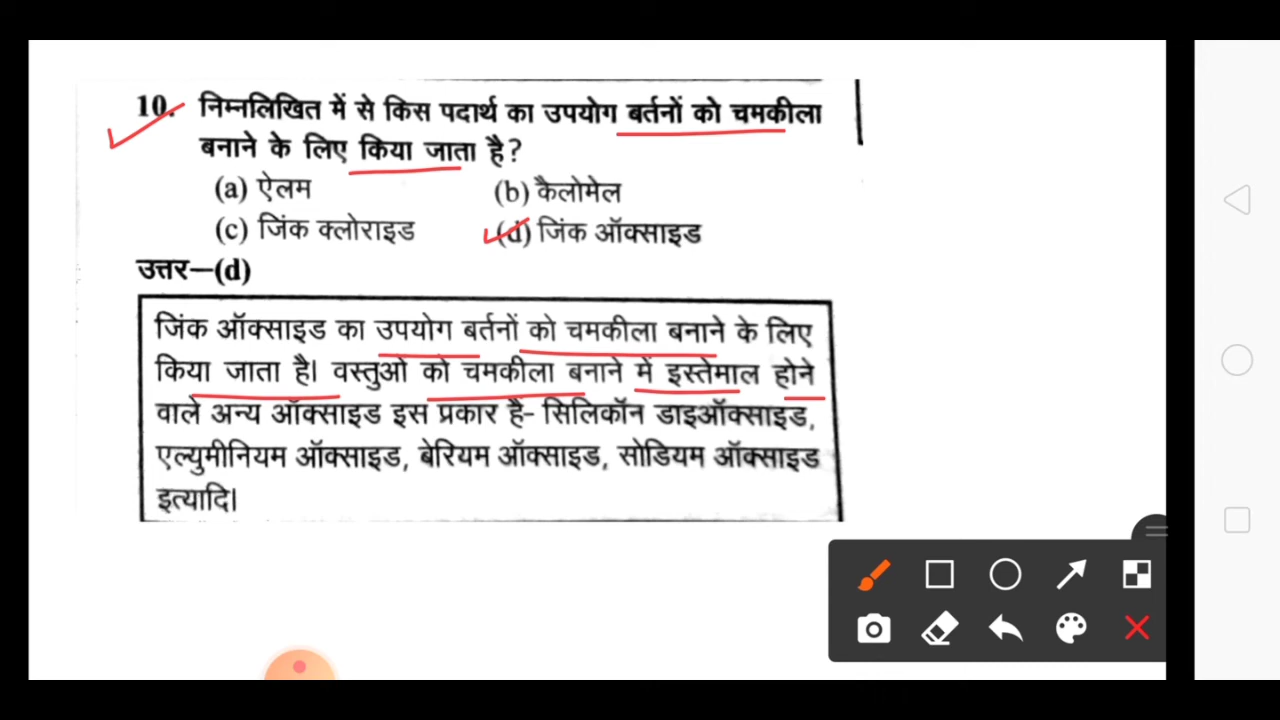 10. निम्नलिखित में से किस पदार्थ का उपयोग बर्तनों को चमकीला
बनाने के लिए किया जाता है?
(a) ऐलम (b) कैलोमेल
(c) जिंक क्लोराइड (d) जिंक ऑक्साइड
उत्तर—(d)
जिंक ऑक्साइड का उपयोग बर्तनों को चमकीला बनाने के लिए
किया जाता है। वस्तुओ को चमकीला बनाने में इस्तेमाल होने
वाले अन्य ऑक्साइड इस प्रकार है- सिलिकॉन डाइऑक्साइड,
एल्युमीनियम ऑक्साइड, बेरियम ऑक्साइड, सोडियम ऑक्साइड
इत्यादि।